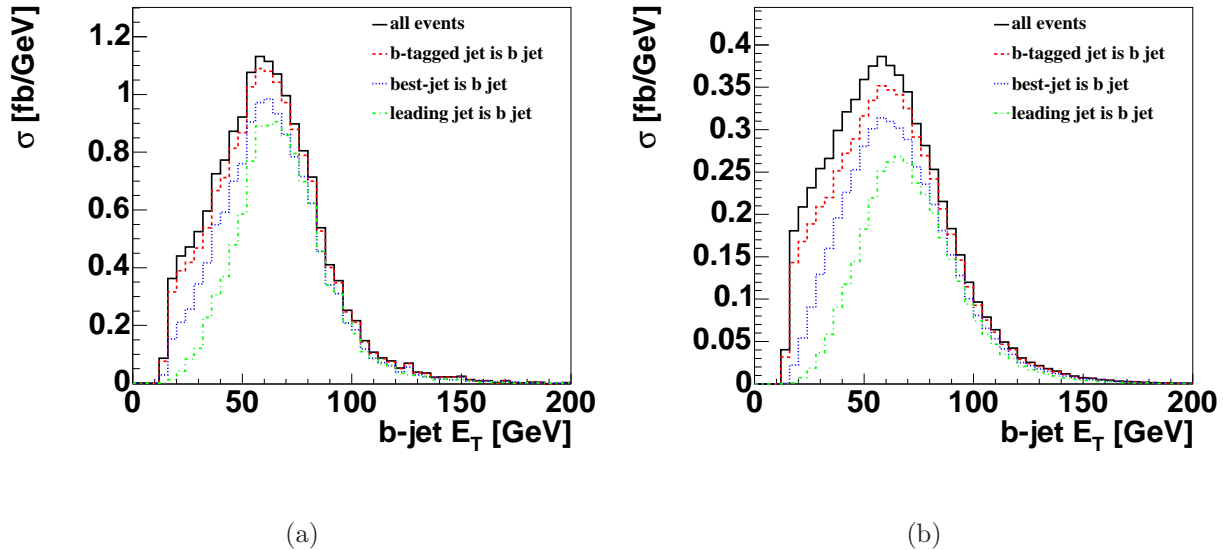 σ [fb/GeV]
1.2
1
0.8
0.6
0.4
0.2
0
0 50 100 150 200
b-jet E_T [GeV]
all events
b-tagged jet is b jet
best-jet is b jet
leading jet is b jet
(a)
σ [fb/GeV]
0.4
0.35
0.3
0.25
0.2
0.15
0.1
0.05
0
0 50 100 150 200
b-jet E_T [GeV]
all events
b-tagged jet is b jet
best-jet is b jet
leading jet is b jet
(b)